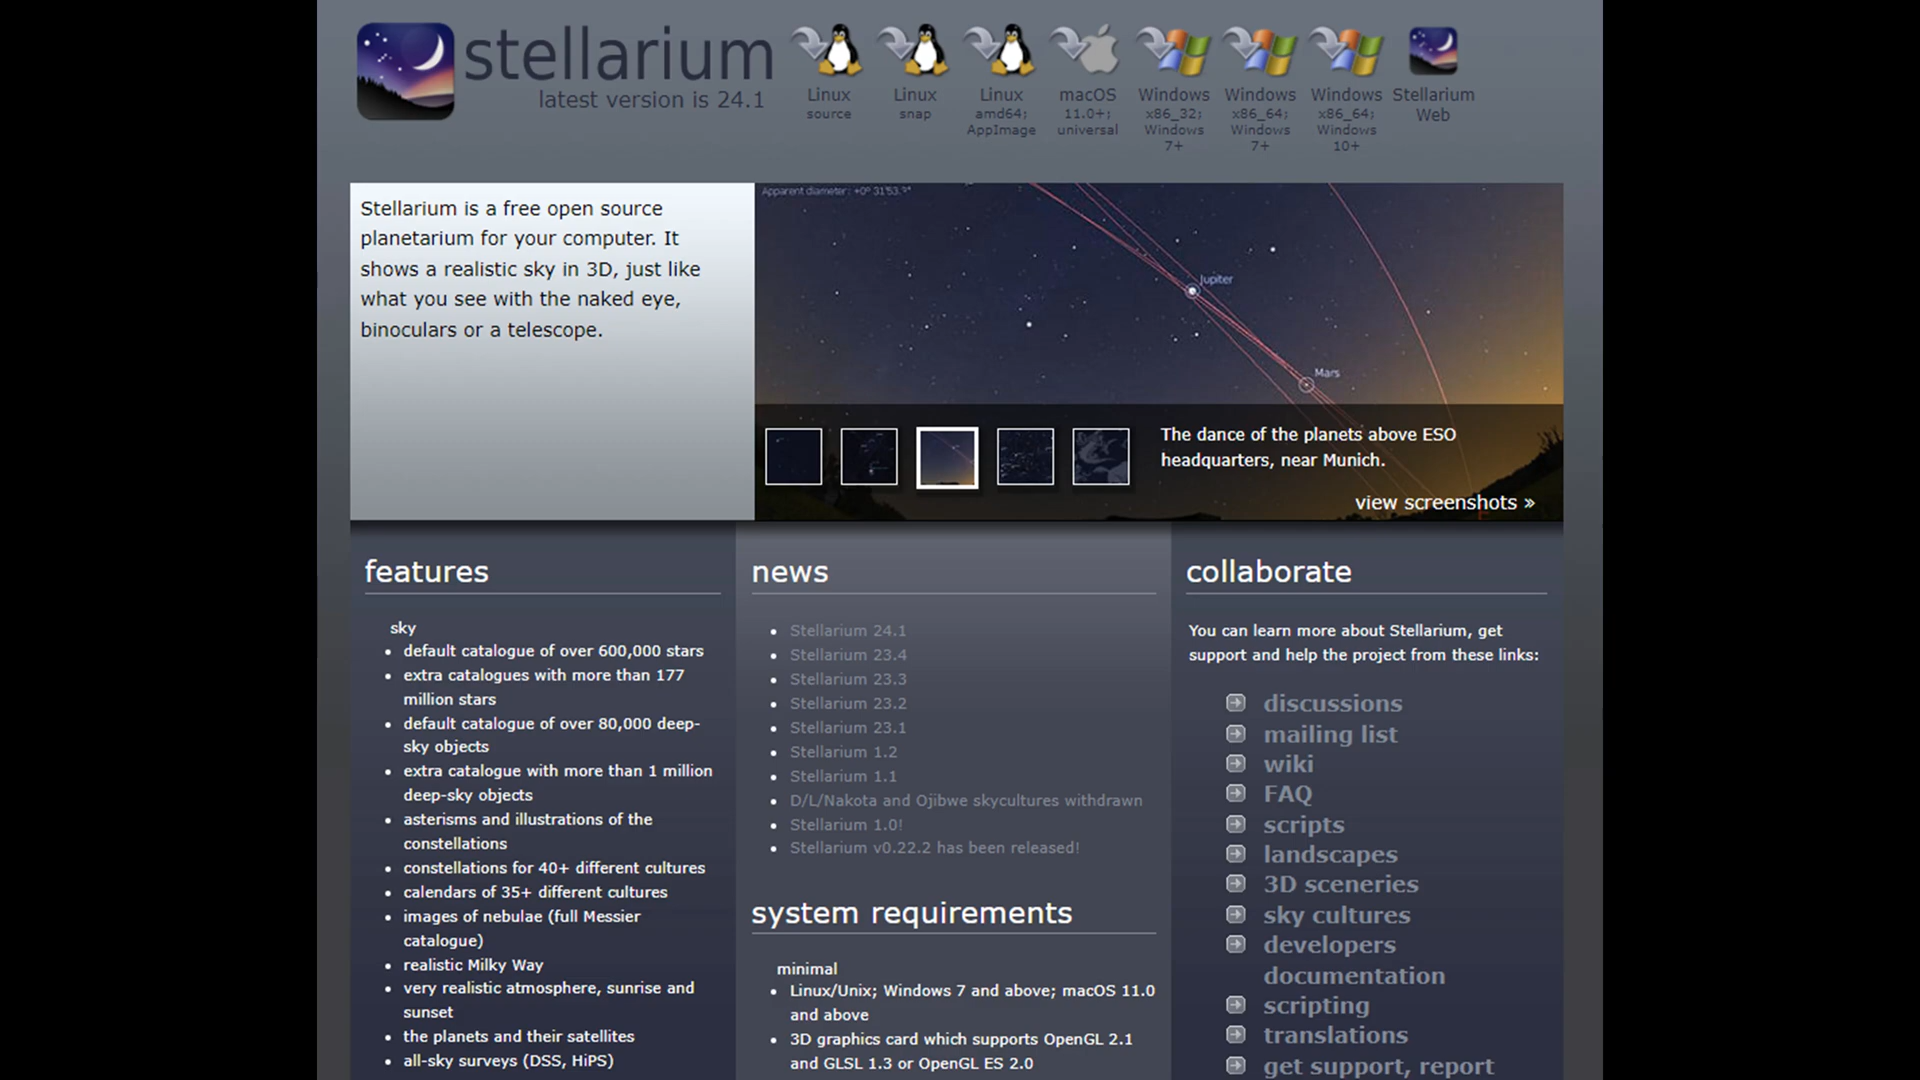 stellarium
latest version is 24.1
Linux
source
Linux
snap
Linux
amd64;
AppImage
macOS
11.0+;
universal
Windows
x86_32;
Windows
7+
Windows
x86_64;
Windows
7+
Windows
x86_64;
Windows
10+
Stellarium
Web
Stellarium is a free open source
planetarium for your computer. It
shows a realistic sky in 3D, just like
what you see with the naked eye,
binoculars or a telescope.
Apparent diameter: +0° 31'53.3"
Jupiter
Mars
The dance of the planets above ESO
headquarters, near Munich.
view screenshots »
features
sky
default catalogue of over 600,000 stars
extra catalogues with more than 177
million stars
default catalogue of over 80,000 deep-
sky objects
extra catalogue with more than 1 million
deep-sky objects
asterisms and illustrations of the
constellations
constellations for 40+ different cultures
calendars of 35+ different cultures
images of nebulae (full Messier
catalogue)
realistic Milky Way
very realistic atmosphere, sunrise and
sunset
the planets and their satellites
all-sky surveys (DSS, HiPS)
news
Stellarium 24.1
Stellarium 23.4
Stellarium 23.3
Stellarium 23.2
Stellarium 23.1
Stellarium 1.2
Stellarium 1.1
D/L/Nakota and Ojibwe skycultures withdrawn
Stellarium 1.0!
Stellarium v0.22.2 has been released!
system requirements
minimal
Linux/Unix; Windows 7 and above; macOS 11.0
and above
3D graphics card which supports OpenGL 2.1
and GLSL 1.3 or OpenGL ES 2.0
collaborate
You can learn more about Stellarium, get
support and help the project from these links:
discussions
mailing list
wiki
FAQ
scripts
landscapes
3D sceneries
sky cultures
developers
documentation
scripting
translations
get support, report